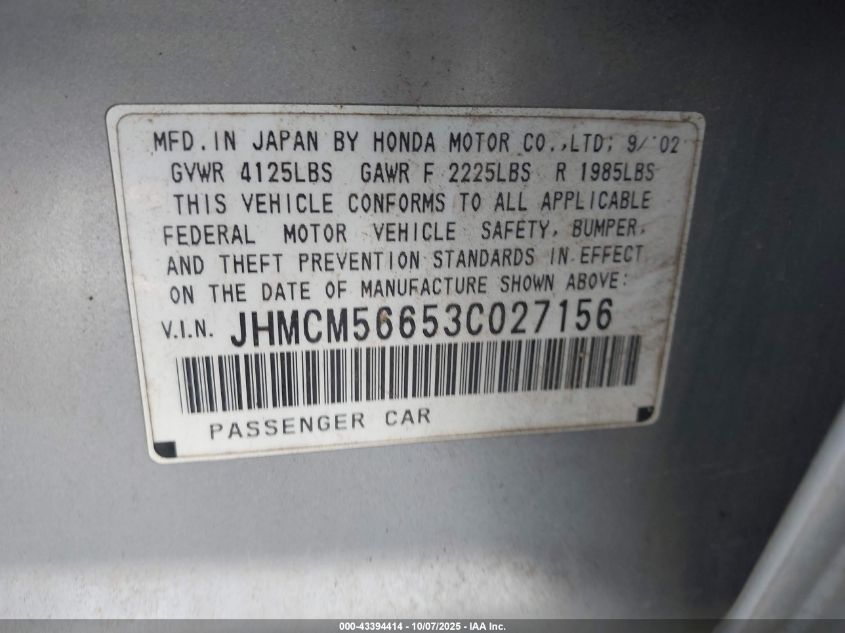 MFD. IN JAPAN BY HONDA MOTOR CO.,LTD; 9/'02
GVWR 4125LBS GAWR F 2225LBS R 1985LBS
THIS VEHICLE CONFORMS TO ALL APPLICABLE
FEDERAL MOTOR VEHICLE SAFETY, BUMPER,
AND THEFT PREVENTION STANDARDS IN EFFECT
ON THE DATE OF MANUFACTURE SHOWN ABOVE:
V.I.N. JHMCM56653C027156
PASSENGER CAR
000-43394414 - 10/07/2025 - IAA Inc.